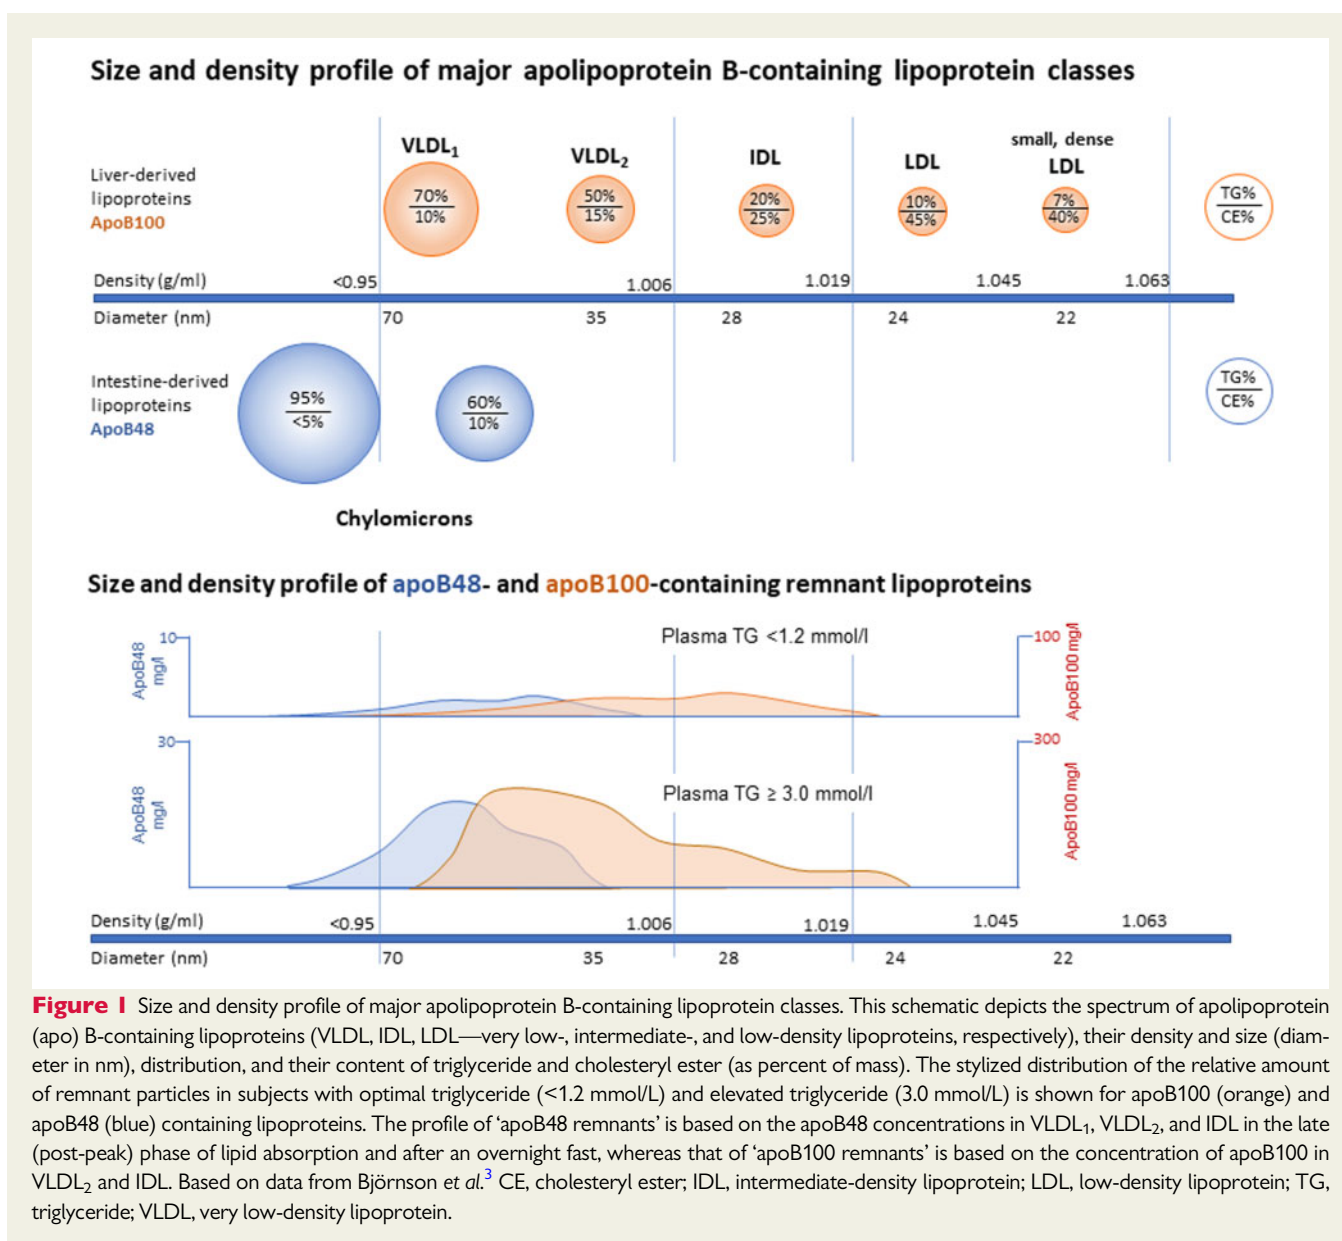 Size and density profile of major apolipoprotein B-containing lipoprotein classes
VLDL1
VLDL2
IDL
LDL
small, dense
LDL
Liver-derived
lipoproteins
ApoB100
70%
10%
50%
15%
20%
25%
10%
45%
7%
40%
TG%
CE%
Density (g/ml)
<0.95
1.006
1.019
1.045
1.063
Diameter (nm)
70
35
28
24
22
Intestine-derived
lipoproteins
ApoB48
95%
<5%
60%
10%
TG%
CE%
Chylomicrons
Size and density profile of apoB48- and apoB100-containing remnant lipoproteins
ApoB48
mg/l
10
Plasma TG <1.2 mmol/l
100
ApoB100 mg/l
ApoB48
mg/l
30
Plasma TG ≥ 3.0 mmol/l
300
ApoB100 mg/l
Density (g/ml)
<0.95
1.006
1.019
1.045
1.063
Diameter (nm)
70
35
28
24
22
Figure 1 Size and density profile of major apolipoprotein B-containing lipoprotein classes. This schematic depicts the spectrum of apolipoprotein
(apo) B-containing lipoproteins (VLDL, IDL, LDL—very low-, intermediate-, and low-density lipoproteins, respectively), their density and size (diam-
eter in nm), distribution, and their content of triglyceride and cholesteryl ester (as percent of mass). The stylized distribution of the relative amount
of remnant particles in subjects with optimal triglyceride (<1.2 mmol/L) and elevated triglyceride (3.0 mmol/L) is shown for apoB100 (orange) and
apoB48 (blue) containing lipoproteins. The profile of ‘apoB48 remnants’ is based on the apoB48 concentrations in VLDL1, VLDL2, and IDL in the late
(post-peak) phase of lipid absorption and after an overnight fast, whereas that of ‘apoB100 remnants’ is based on the concentration of apoB100 in
VLDL2 and IDL. Based on data from Björnson et al.3 CE, cholesteryl ester; IDL, intermediate-density lipoprotein; LDL, low-density lipoprotein; TG,
triglyceride; VLDL, very low-density lipoprotein.